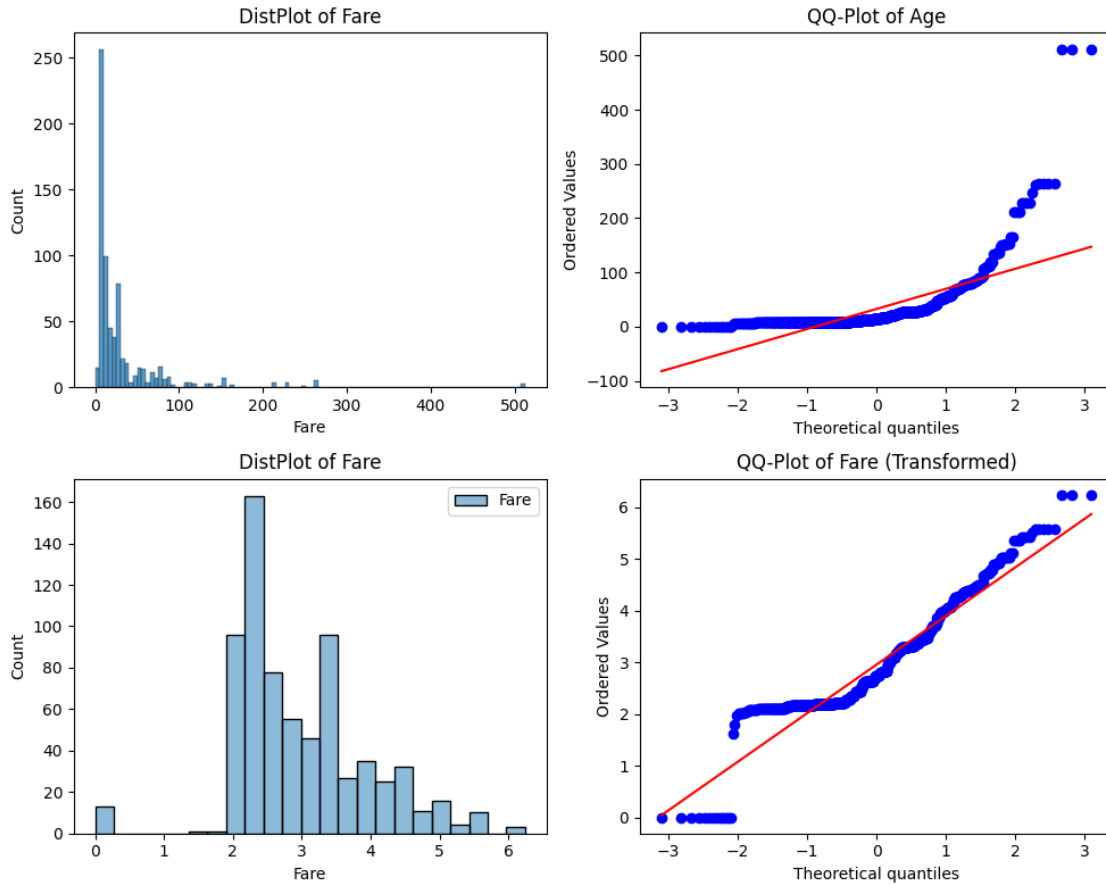 DistPlot of Fare
Count
250
200
150
100
50
0
0 100 200 300 400 500
Fare
QQ-Plot of Age
Ordered Values
500
400
300
200
100
0
−100
−3 −2 −1 0 1 2 3
Theoretical quantiles
DistPlot of Fare
Fare
Count
160
140
120
100
80
60
40
20
0
0 1 2 3 4 5 6
Fare
QQ-Plot of Fare (Transformed)
Ordered Values
6
5
4
3
2
1
0
−3 −2 −1 0 1 2 3
Theoretical quantiles